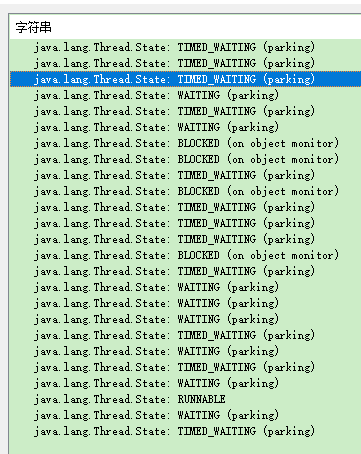 字符串
java.lang.Thread.State: TIMED_WAITING (parking)
java.lang.Thread.State: TIMED_WAITING (parking)
java.lang.Thread.State: TIMED_WAITING (parking)
java.lang.Thread.State: WAITING (parking)
java.lang.Thread.State: TIMED_WAITING (parking)
java.lang.Thread.State: WAITING (parking)
java.lang.Thread.State: BLOCKED (on object monitor)
java.lang.Thread.State: BLOCKED (on object monitor)
java.lang.Thread.State: TIMED_WAITING (parking)
java.lang.Thread.State: BLOCKED (on object monitor)
java.lang.Thread.State: TIMED_WAITING (parking)
java.lang.Thread.State: TIMED_WAITING (parking)
java.lang.Thread.State: TIMED_WAITING (parking)
java.lang.Thread.State: BLOCKED (on object monitor)
java.lang.Thread.State: TIMED_WAITING (parking)
java.lang.Thread.State: WAITING (parking)
java.lang.Thread.State: WAITING (parking)
java.lang.Thread.State: WAITING (parking)
java.lang.Thread.State: TIMED_WAITING (parking)
java.lang.Thread.State: WAITING (parking)
java.lang.Thread.State: TIMED_WAITING (parking)
java.lang.Thread.State: WAITING (parking)
java.lang.Thread.State: RUNNABLE
java.lang.Thread.State: WAITING (parking)
java.lang.Thread.State: TIMED_WAITING (parking)